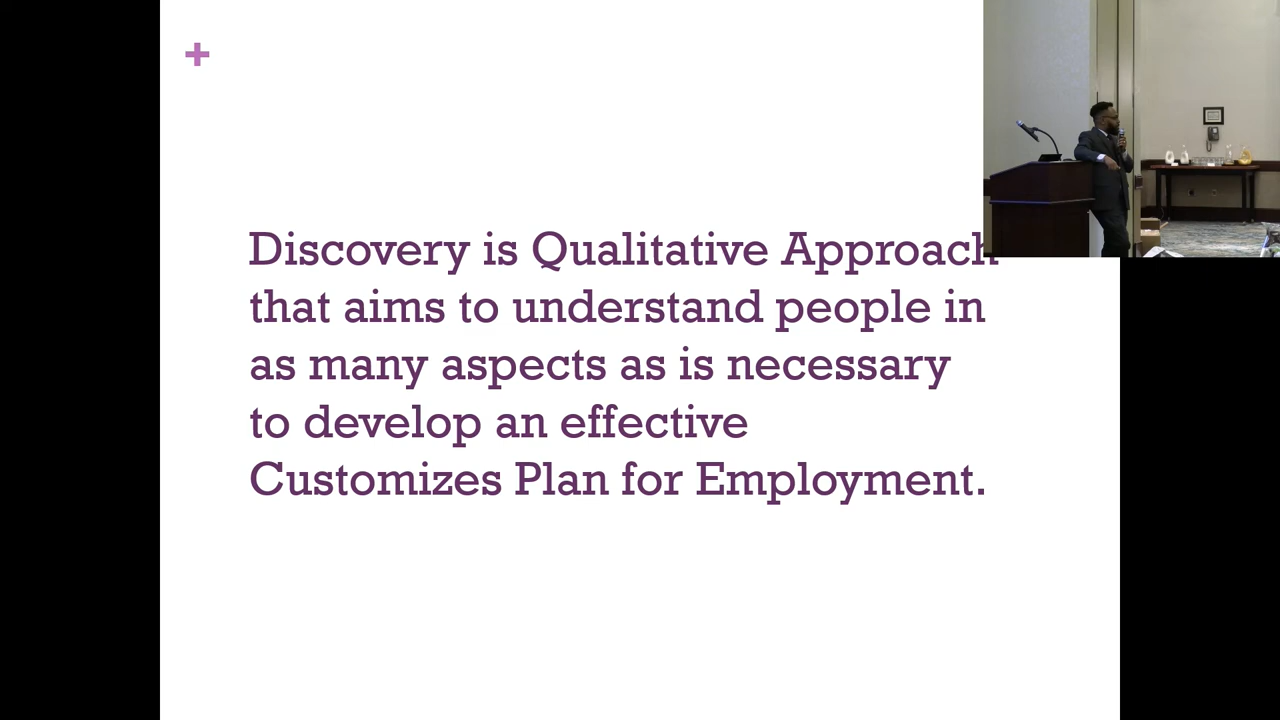 Discovery is Qualitative Approach
that aims to understand people in
as many aspects as is necessary
to develop an effective
Customizes Plan for Employment.